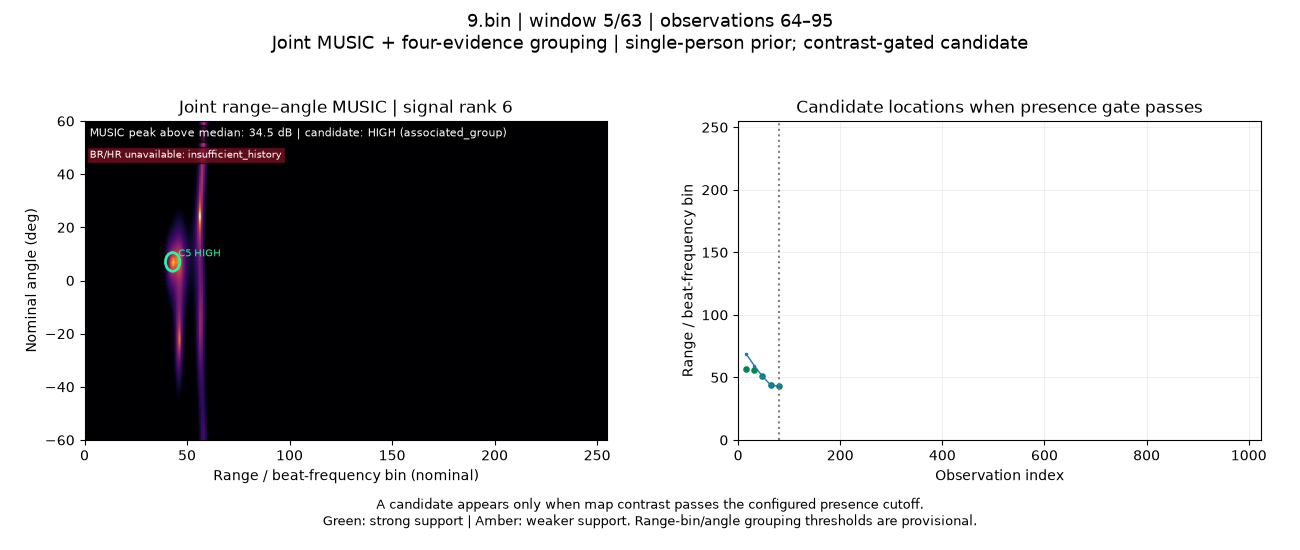 9.bin | window 5/63 | observations 64–95
Joint MUSIC + four-evidence grouping | single-person prior; contrast-gated candidate
Joint range–angle MUSIC | signal rank 6
MUSIC peak above median: 34.5 dB | candidate: HIGH (associated_group)
BR/HR unavailable: insufficient_history
C5 HIGH
60
40
20
0
−20
−40
−60
Nominal angle (deg)
0
50
100
150
200
250
Range / beat-frequency bin (nominal)
Candidate locations when presence gate passes
250
200
150
100
50
0
Range / beat-frequency bin
0
200
400
600
800
1000
Observation index
A candidate appears only when map contrast passes the configured presence cutoff.
Green: strong support | Amber: weaker support. Range-bin/angle grouping thresholds are provisional.